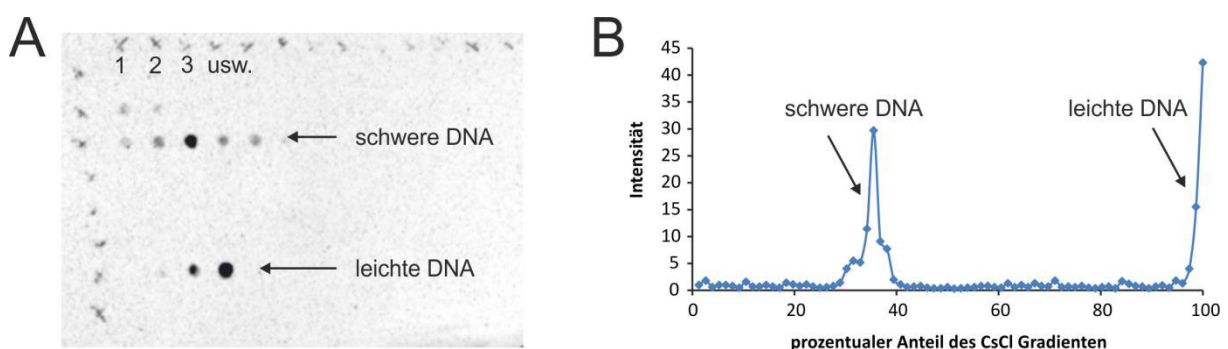 A
1 2 3 usw.
schwere DNA
leichte DNA
B
Intensität
45
40
35
30
25
20
15
10
5
0
schwere DNA
leichte DNA
0 20 40 60 80 100
prozentualer Anteil des CsCl Gradienten